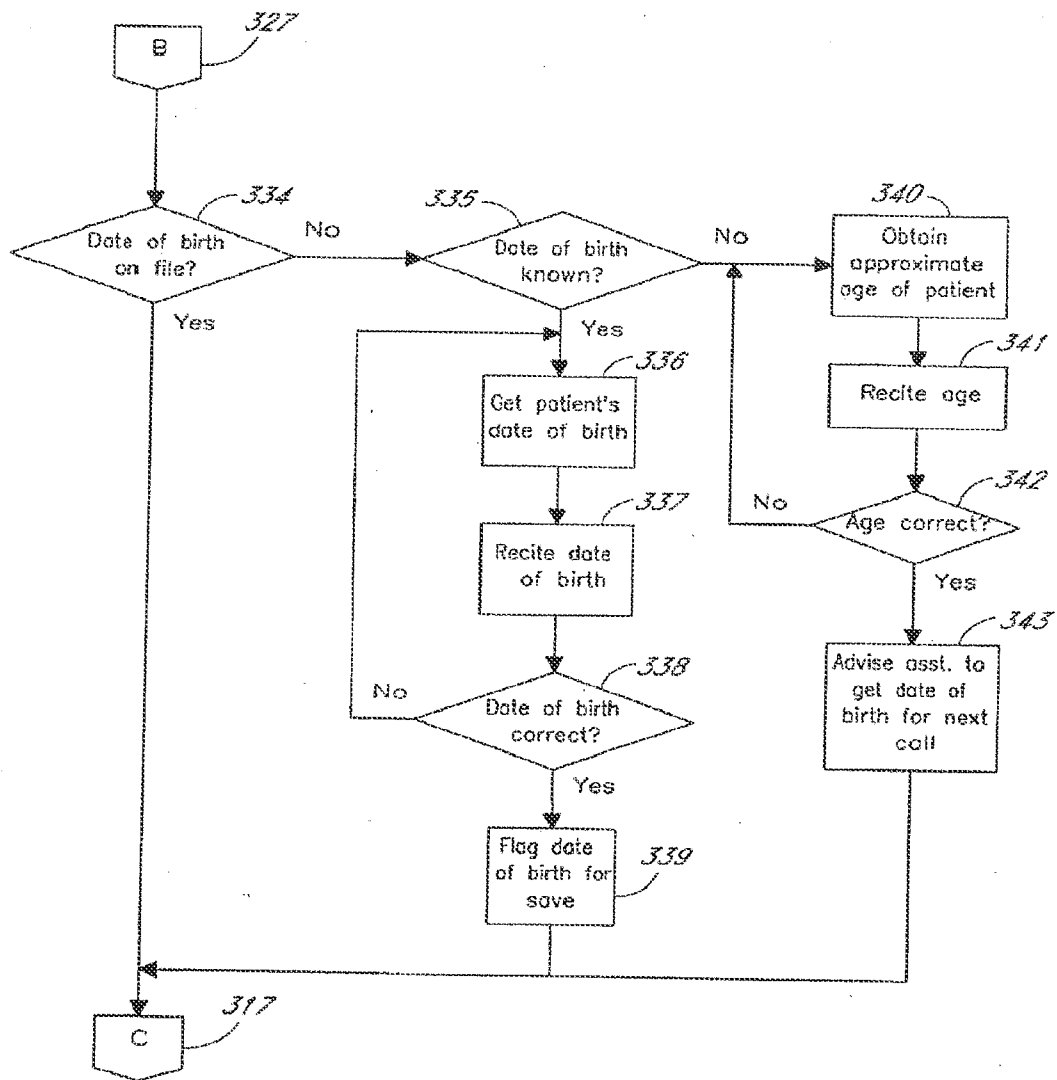 B
327
334
Date of birth
on file?
No
Yes
335
Date of birth
known?
No
Yes
340
Obtain
approximate
age of patient
341
Recite age
336
Get patient's
date of birth
342
Age correct?
No
Yes
337
Recite date
of birth
343
Advise asst. to
get date of
birth for next
call
338
Date of birth
correct?
No
Yes
339
Flag date
of birth for
save
C
317